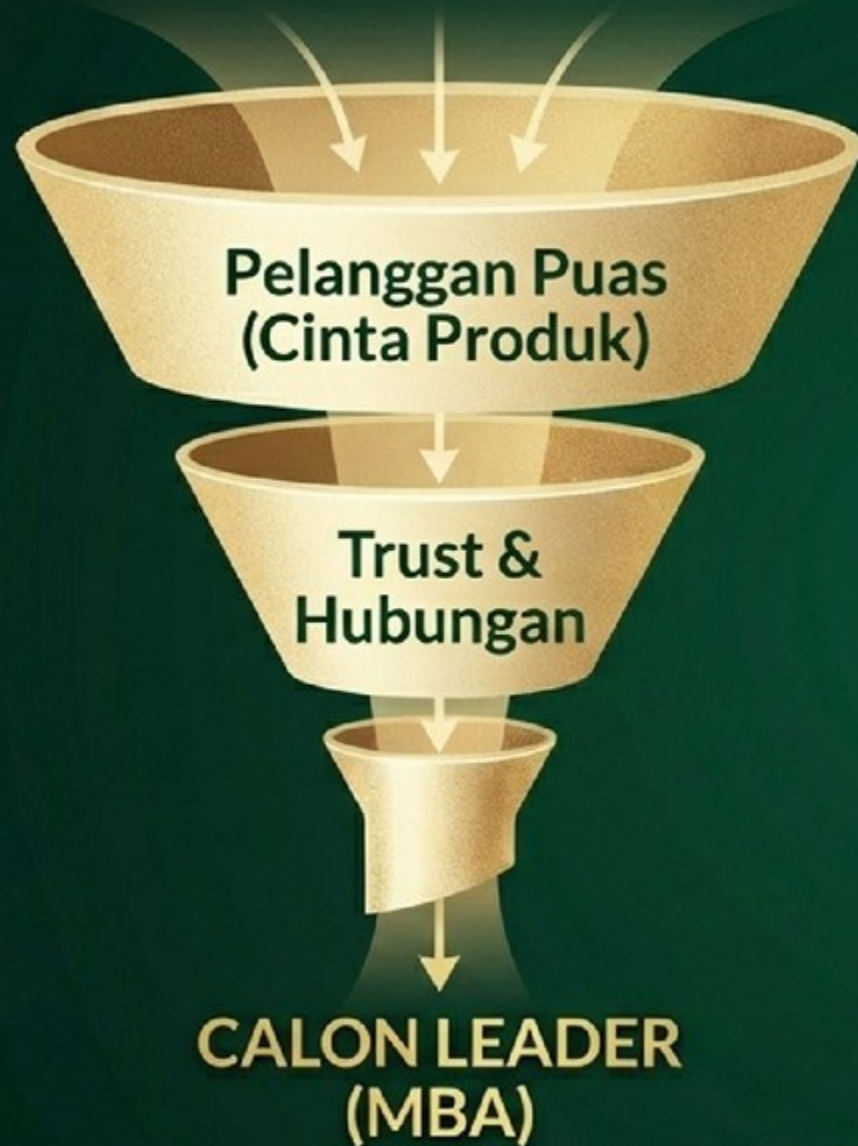 Pelanggan Puas
(Cinta Produk)
Trust &
Hubungan
CALON LEADER
(MBA)